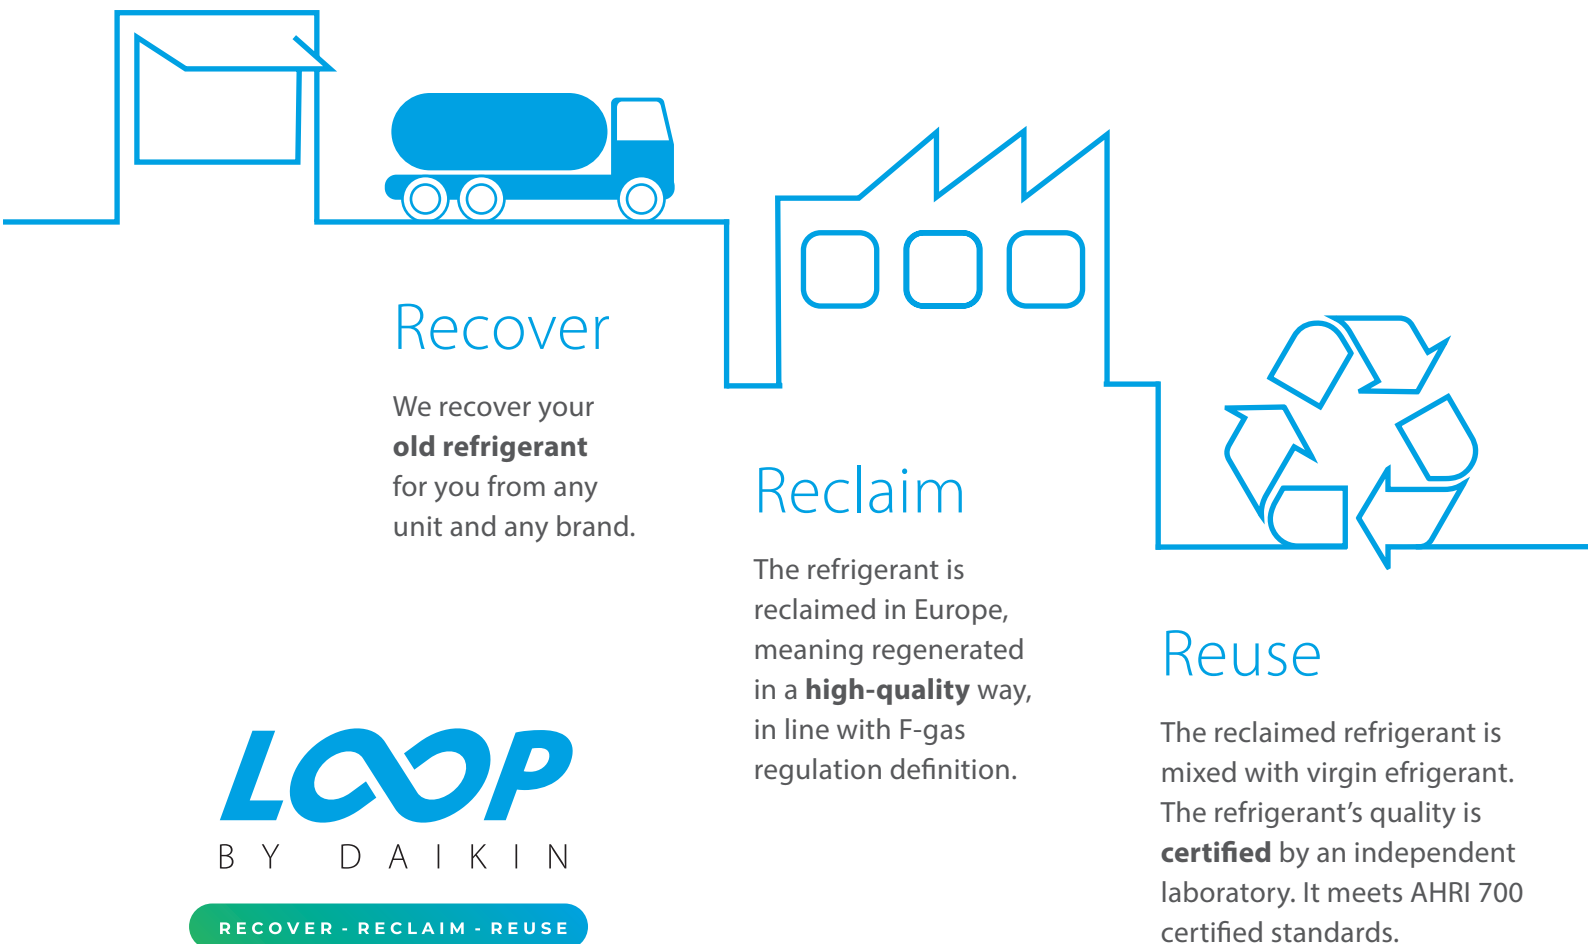 Recover
We recover your
old refrigerant
for you from any
unit and any brand.
Reclaim
The refrigerant is
reclaimed in Europe,
meaning regenerated
in a high-quality way,
in line with F-gas
regulation definition.
Reuse
The reclaimed refrigerant is
mixed with virgin efrigerant.
The refrigerant’s quality is
certified by an independent
laboratory. It meets AHRI 700
certified standards.
LOOP
BY DAIKIN
RECOVER - RECLAIM - REUSE